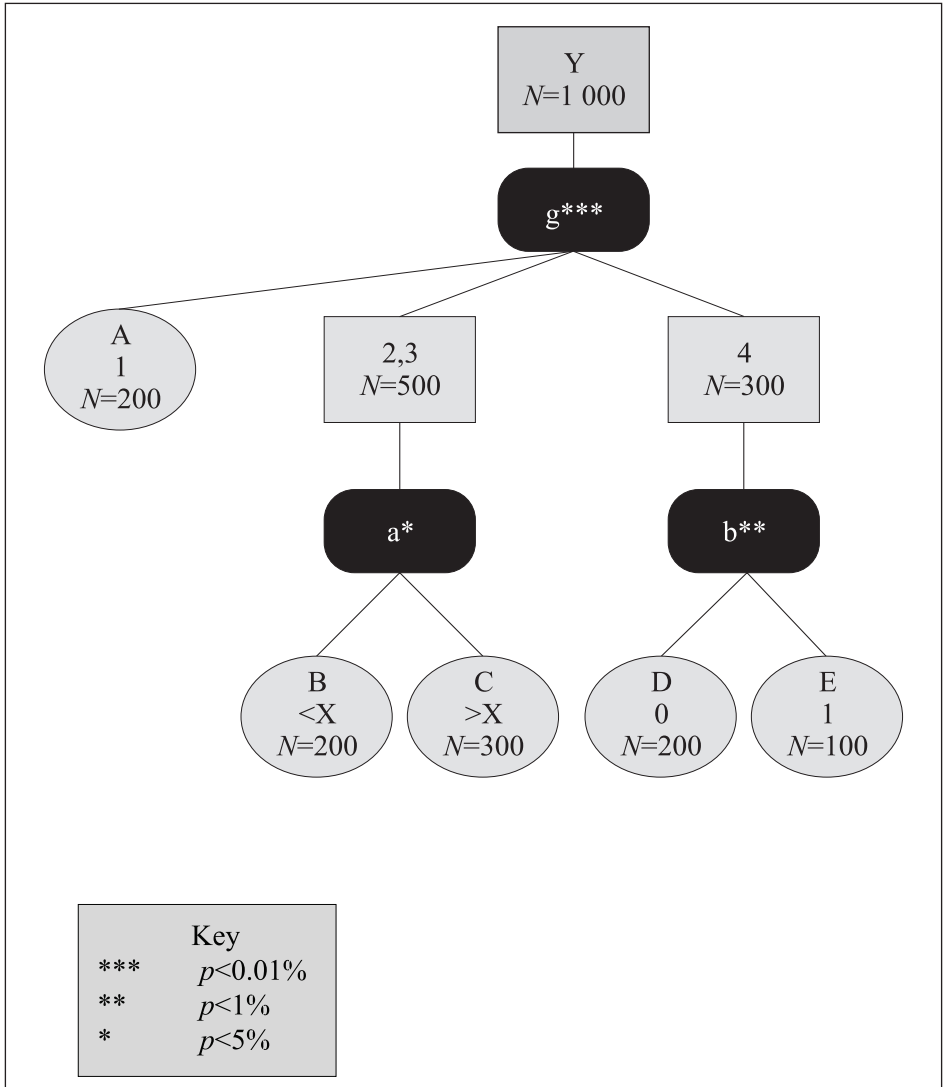 Y
N=1 000
g***
A
1
N=200
2,3
N=500
4
N=300
a*
b**
B
<X
N=200
C
>X
N=300
D
0
N=200
E
1
N=100
Key
*** p<0.01%
** p<1%
* p<5%